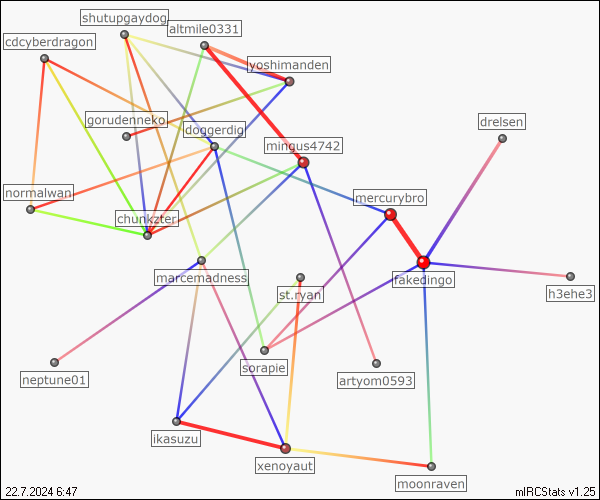 shutupgaydog
altmile0331
cdcyberdragon
yoshimanden
gorudenneko
drelsen
doggerdig
mingus4742
normalwan
mercurybro
chunkzter
marcemadness
fakedingo
st.ryan
h3ehe3
sorapie
neptune01
artyom0593
ikasuzu
xenoyaut
moonraven
22.7.2024 6:47
mIRCStats v1.25